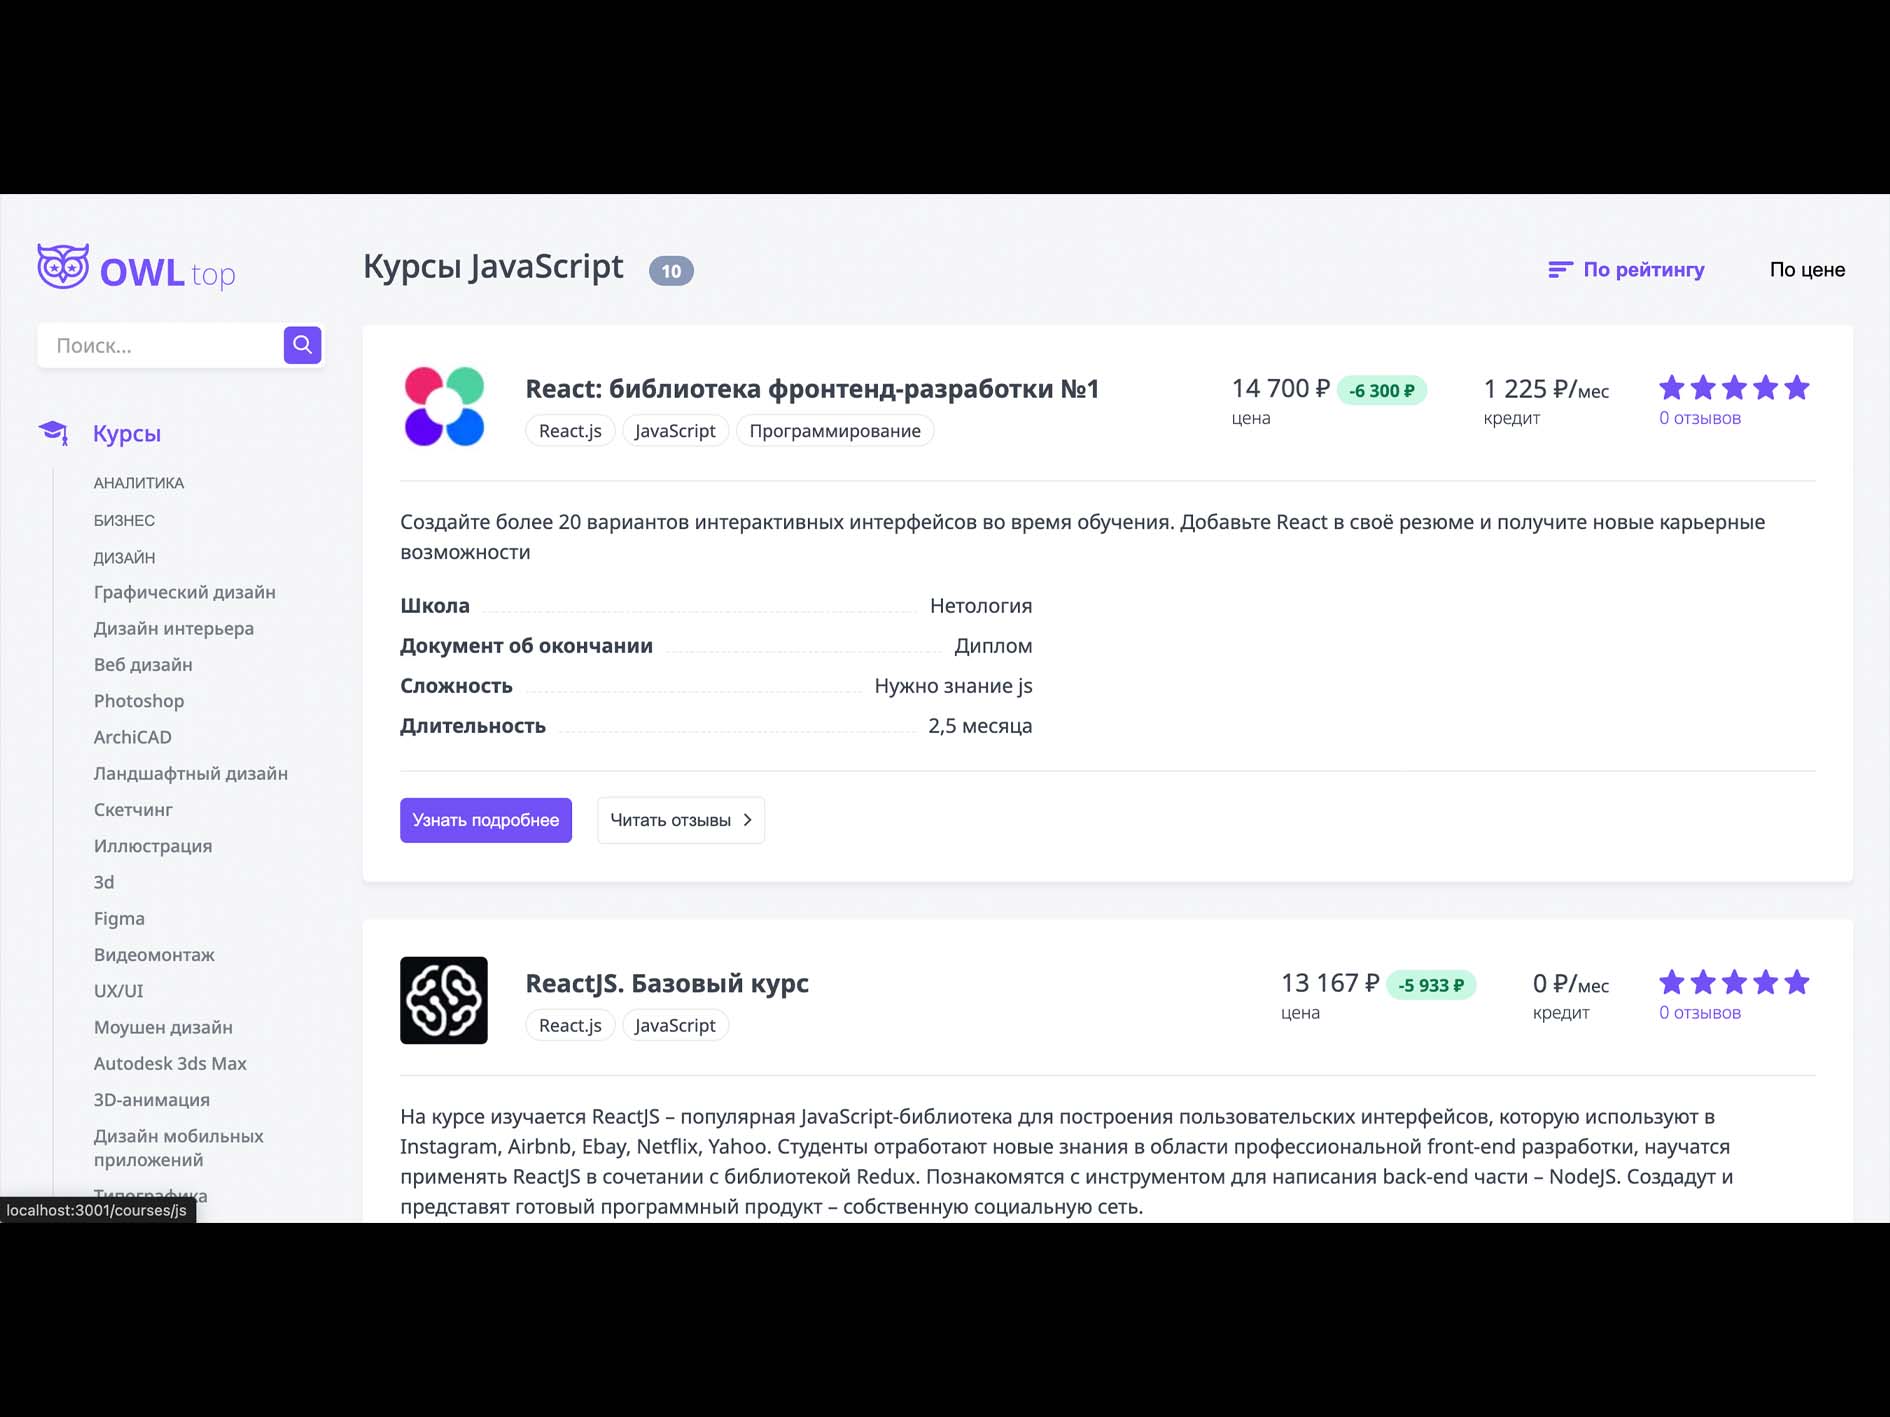 OWL top
Поиск...
Курсы
АНАЛИТИКА
БИЗНЕС
ДИЗАЙН
Графический дизайн
Дизайн интерьера
Веб дизайн
Photoshop
ArchiCAD
Ландшафтный дизайн
Скетчинг
Иллюстрация
3d
Figma
Видеомонтаж
UX/UI
Моушен дизайн
Autodesk 3ds Max
3D-анимация
Дизайн мобильных
приложений
Типографика
localhost:3001/courses/js
Курсы JavaScript 10
По рейтингу По цене
React: библиотека фронтенд-разработки №1
React.js JavaScript Программирование
14 700 ₽ -6 300 ₽
цена
1 225 ₽/мес
кредит
0 отзывов
Создайте более 20 вариантов интерактивных интерфейсов во время обучения. Добавьте React в своё резюме и получите новые карьерные
возможности
Школа Нетология
Документ об окончании Диплом
Сложность Нужно знание js
Длительность 2,5 месяца
Узнать подробнее Читать отзывы
ReactJS. Базовый курс
React.js JavaScript
13 167 ₽ -5 933 ₽
цена
0 ₽/мес
кредит
0 отзывов
На курсе изучается ReactJS – популярная JavaScript-библиотека для построения пользовательских интерфейсов, которую используют в
Instagram, Airbnb, Ebay, Netflix, Yahoo. Студенты отработают новые знания в области профессиональной front-end разработки, научатся
применять ReactJS в сочетании с библиотекой Redux. Познакомятся с инструментом для написания back-end части – NodeJS. Создадут и
представят готовый программный продукт – собственную социальную сеть.